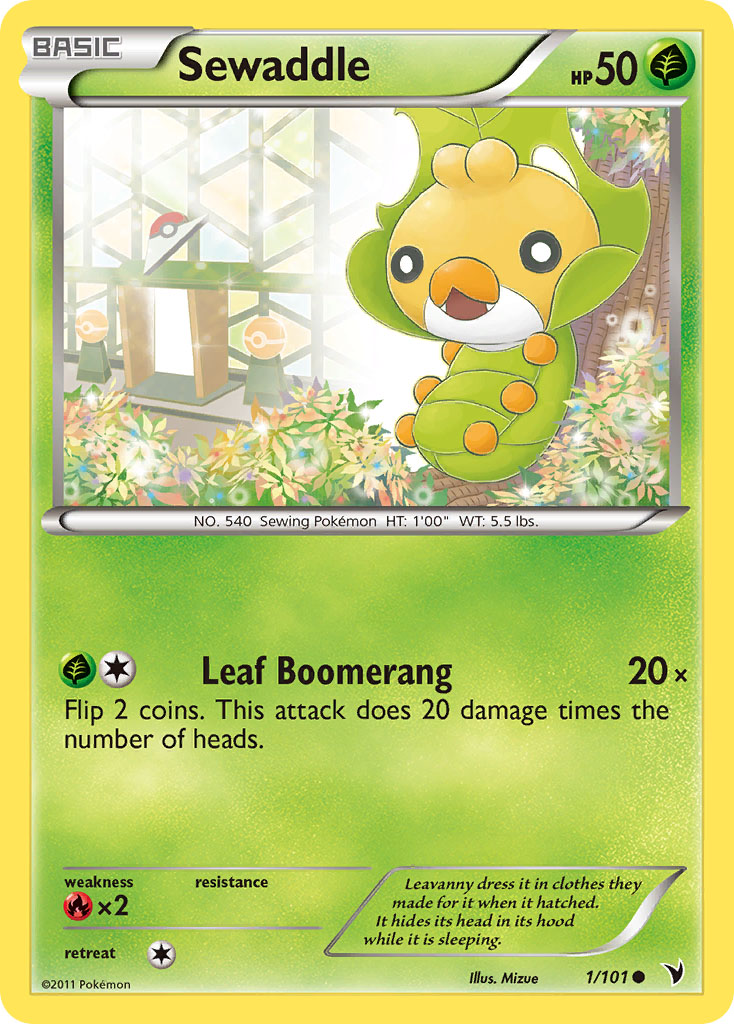 BASIC
Sewaddle
HP 50
NO. 540 Sewing Pokémon HT: 1'00" WT: 5.5 lbs.
Leaf Boomerang 20×
Flip 2 coins. This attack does 20 damage times the
number of heads.
weakness resistance
×2
retreat
Leavanny dress it in clothes they
made for it when it hatched.
It hides its head in its hood
while it is sleeping.
©2011 Pokémon
Illus. Mizue
1/101